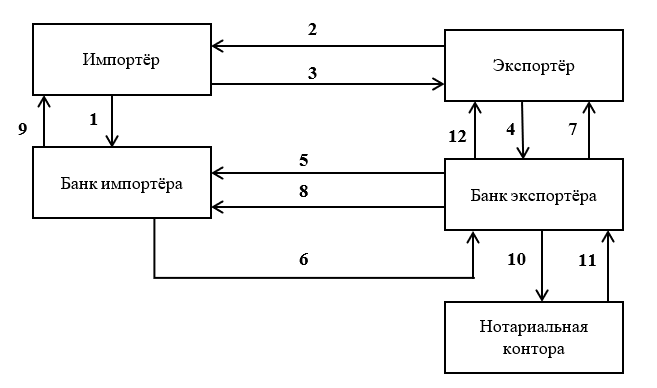 2
Импортёр
Экспортёр
3
9
1
12
4
7
5
Банк импортёра
8
Банк экспортёра
6
10
11
Нотариальная
контора